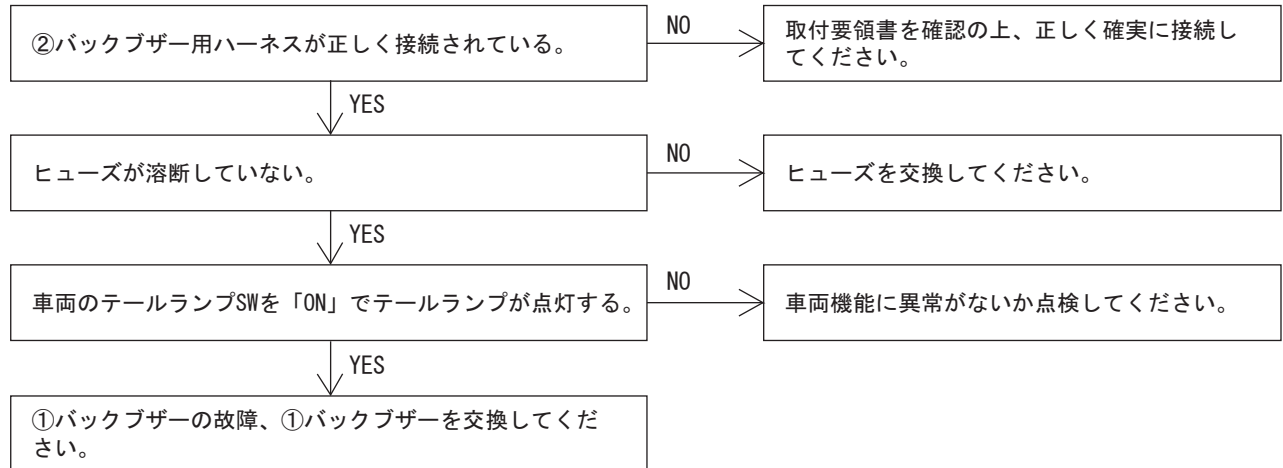 ②バックブザー用ハーネスが正しく接続されている。
NO
取付要領書を確認の上、正しく確実に接続し
てください。
YES
ヒューズが溶断していない。
NO
ヒューズを交換してください。
YES
車両のテールランプSWを「ON」でテールランプが点灯する。
NO
車両機能に異常がないか点検してください。
YES
①バックブザーの故障、①バックブザーを交換してくだ
さい。